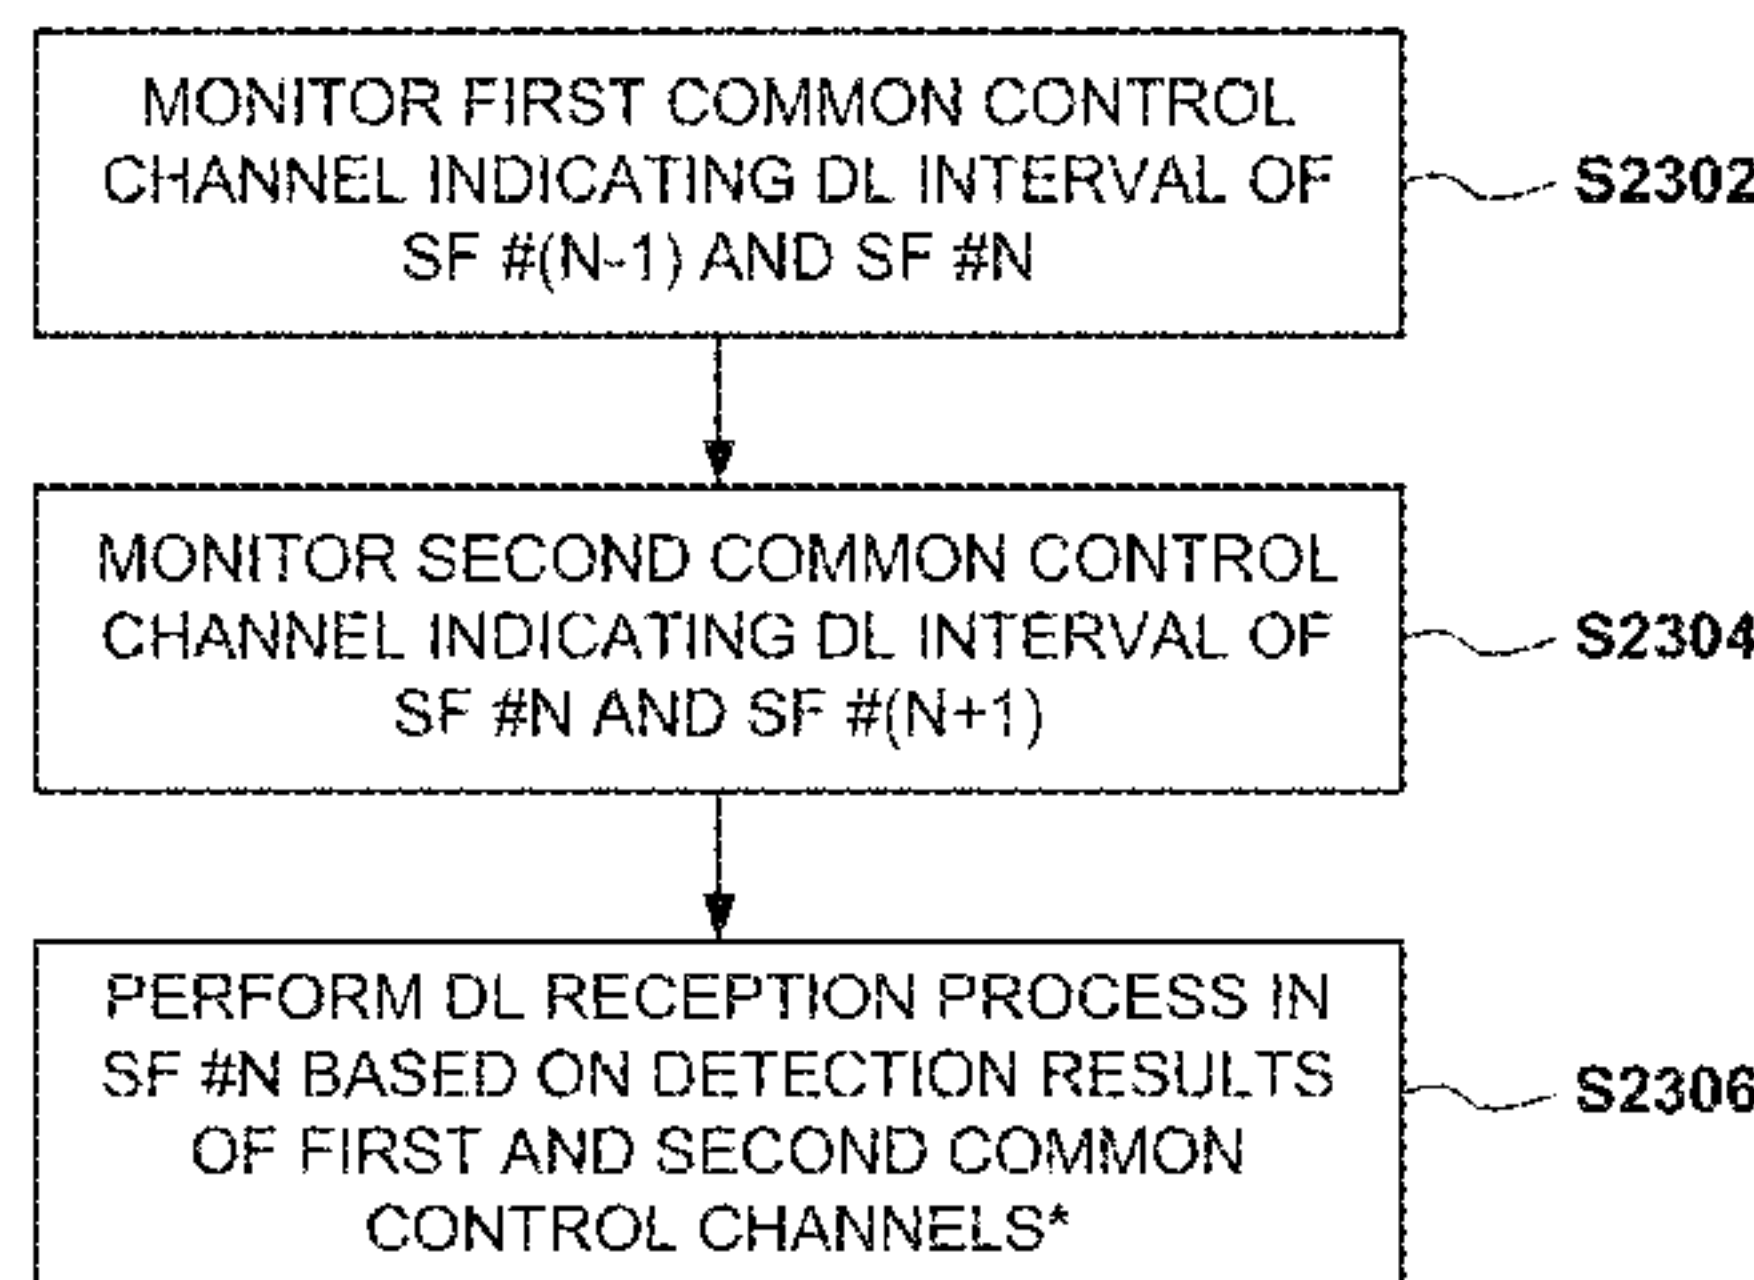 MONITOR FIRST COMMON CONTROL
CHANNEL INDICATING DL INTERVAL OF
SF #(N-1) AND SF #N
S2302
MONITOR SECOND COMMON CONTROL
CHANNEL INDICATING DL INTERVAL OF
SF #N AND SF #(N+1)
S2304
PERFORM DL RECEPTION PROCESS IN
SF #N BASED ON DETECTION RESULTS
OF FIRST AND SECOND COMMON
CONTROL CHANNELS*
S2306